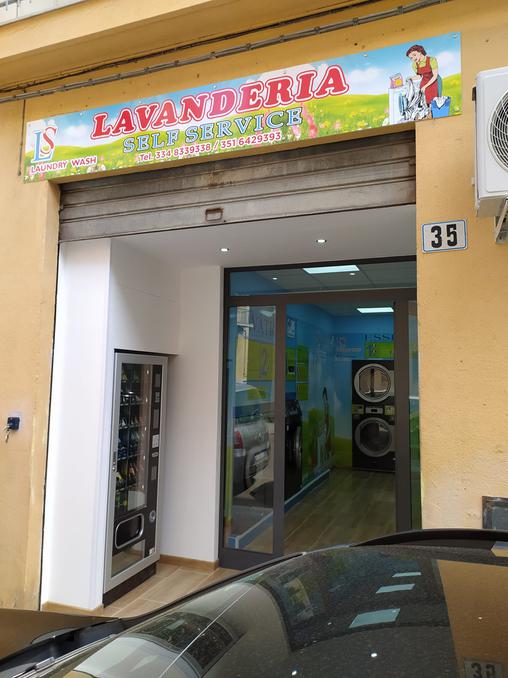 LAVANDERIA
SELF SERVICE
LS
LAUNDRY WASH
Tel. 334 8339338 / 351 6429393
35